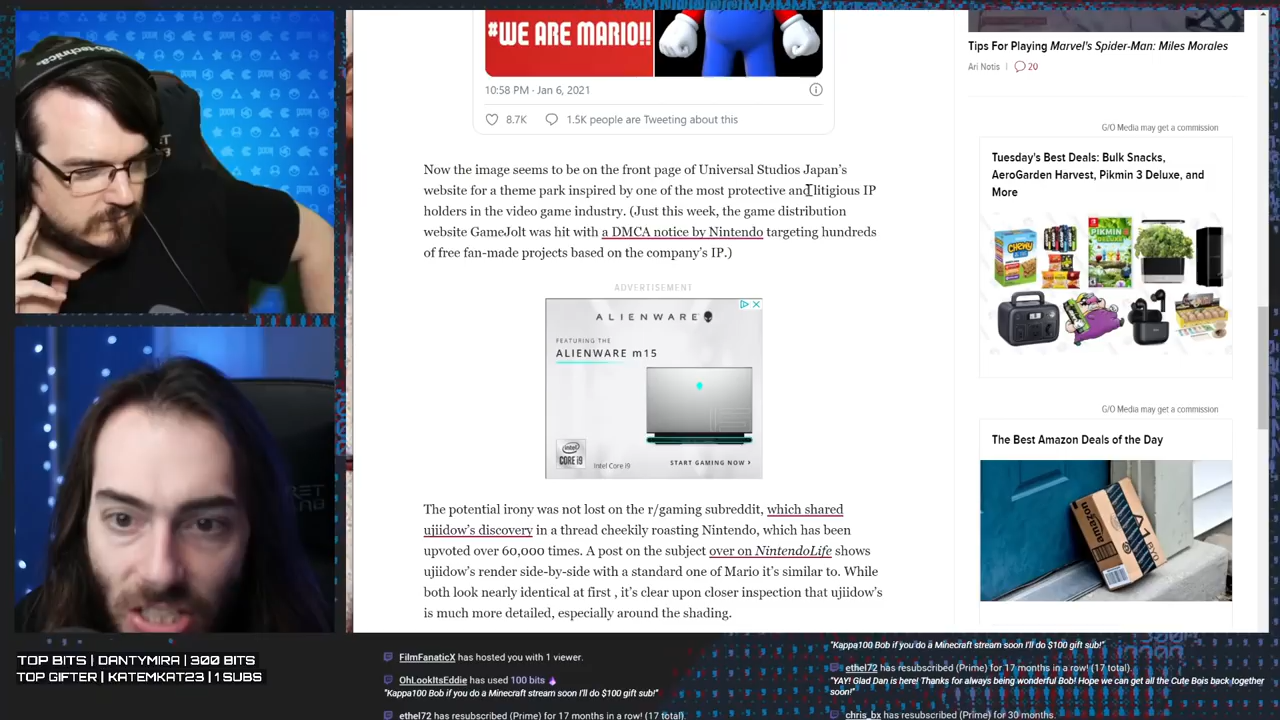 #WE ARE MARIO!!
10:58 PM · Jan 6, 2021
8.7K
1.5K people are Tweeting about this
Now the image seems to be on the front page of Universal Studios Japan's
website for a theme park inspired by one of the most protective and litigious IP
holders in the video game industry. (Just this week, the game distribution
website GameJolt was hit with a DMCA notice by Nintendo targeting hundreds
of free fan-made projects based on the company's IP.)
ADVERTISEMENT
ALIENWARE
FEATURING THE
ALIENWARE m15
intel
CORE i9
Intel Core i9
START GAMING NOW >
The potential irony was not lost on the r/gaming subreddit, which shared
ujiidow's discovery in a thread cheekily roasting Nintendo, which has been
upvoted over 60,000 times. A post on the subject over on NintendoLife shows
ujiidow's render side-by-side with a standard one of Mario it's similar to. While
both look nearly identical at first , it's clear upon closer inspection that ujiidow's
is much more detailed, especially around the shading.
Tips For Playing Marvel's Spider-Man: Miles Morales
Ari Notis | 20
G/O Media may get a commission
Tuesday's Best Deals: Bulk Snacks,
AeroGarden Harvest, Pikmin 3 Deluxe, and
More
CHEWY
PIKMIN
G/O Media may get a commission
The Best Amazon Deals of the Day
amazon
TOP BITS | DANTYMIRA | 300 BITS
TOP GIFTER | KATEMKAT23 | 1 SUBS
FilmFanaticX has hosted you with 1 viewer.
OhLookItsEddie has used 100 bits
"Kappa100 Bob if you do a Minecraft stream soon I'll do $100 gift sub!"
ethel72 has resubscribed (Prime) for 17 months in a row! (17 total).
"Kappa100 Bob if you do a Minecraft stream soon I'll do $100 gift sub!"
ethel72 has resubscribed (Prime) for 17 months in a row! (17 total).
"YAY! Glad Dan is here! Thanks for always being wonderful Bob! Hope we can get all the Cute Bois back together
soon!"
chris_bx has resubscribed (Prime) for 30 months.